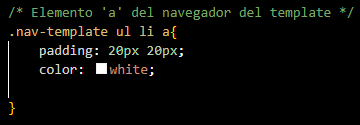 /* Elemento 'a' del navegador del template */
.nav-template ul li a{
padding: 20px 20px;
color: white;
}